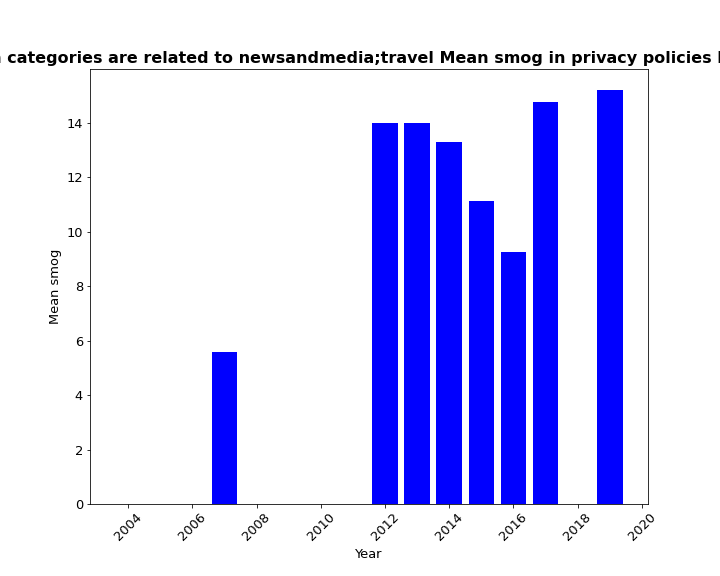 categories are related to newsandmedia;travel Mean smog in privacy policies
14
12
10
8
6
4
2
0
Mean smog
2004 2006 2008 2010 2012 2014 2016 2018 2020
Year